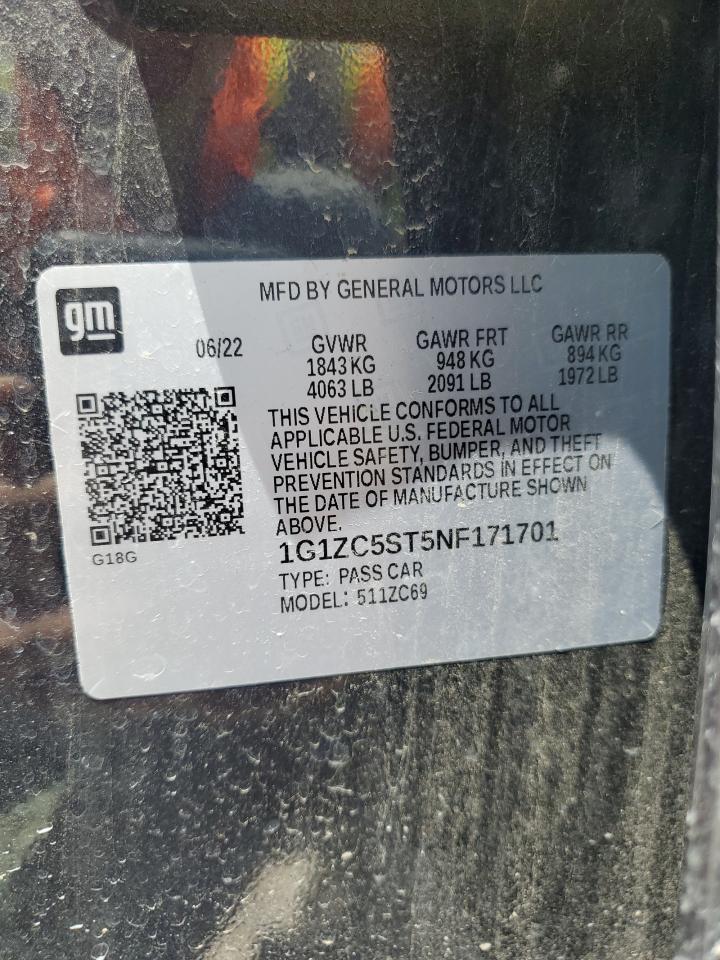 MFD BY GENERAL MOTORS LLC
gm
06/22 GVWR GAWR FRT GAWR RR
1843 KG 948 KG 894 KG
4063 LB 2091 LB 1972 LB
THIS VEHICLE CONFORMS TO ALL
APPLICABLE U.S. FEDERAL MOTOR
VEHICLE SAFETY, BUMPER, AND THEFT
PREVENTION STANDARDS IN EFFECT ON
THE DATE OF MANUFACTURE SHOWN
ABOVE.
G18G
1G1ZC5ST5NF171701
TYPE: PASS CAR
MODEL: 511ZC69